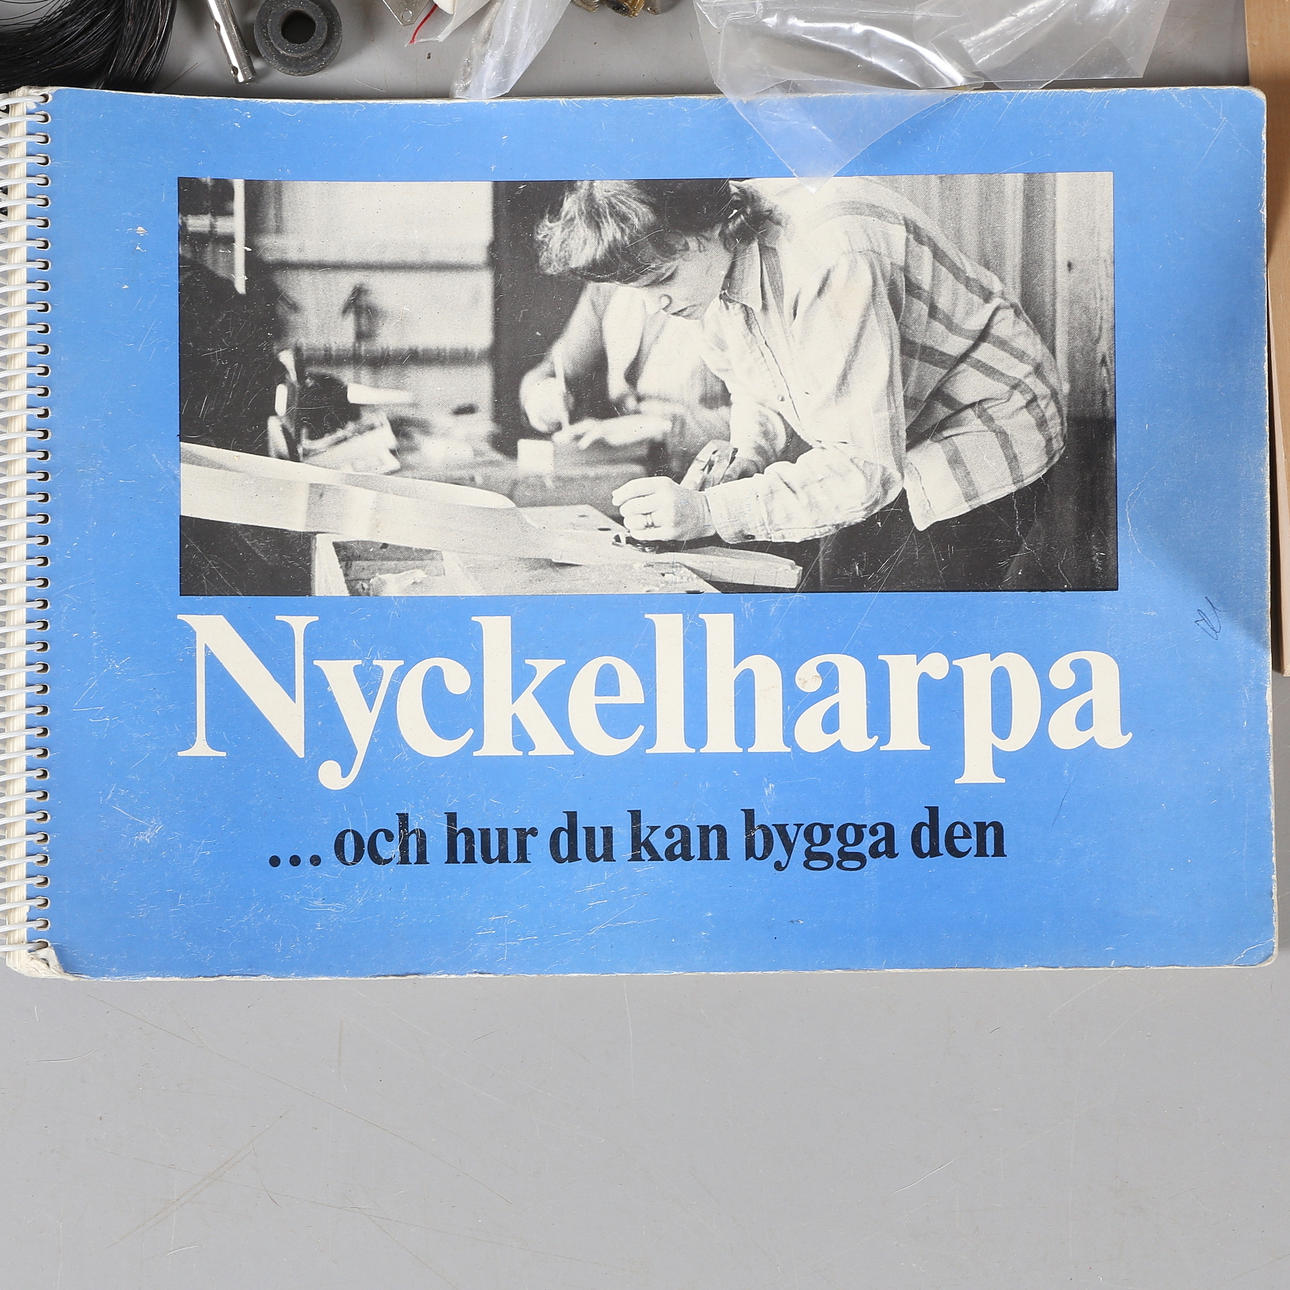 Nyckelharpa
...och hur du kan bygga den